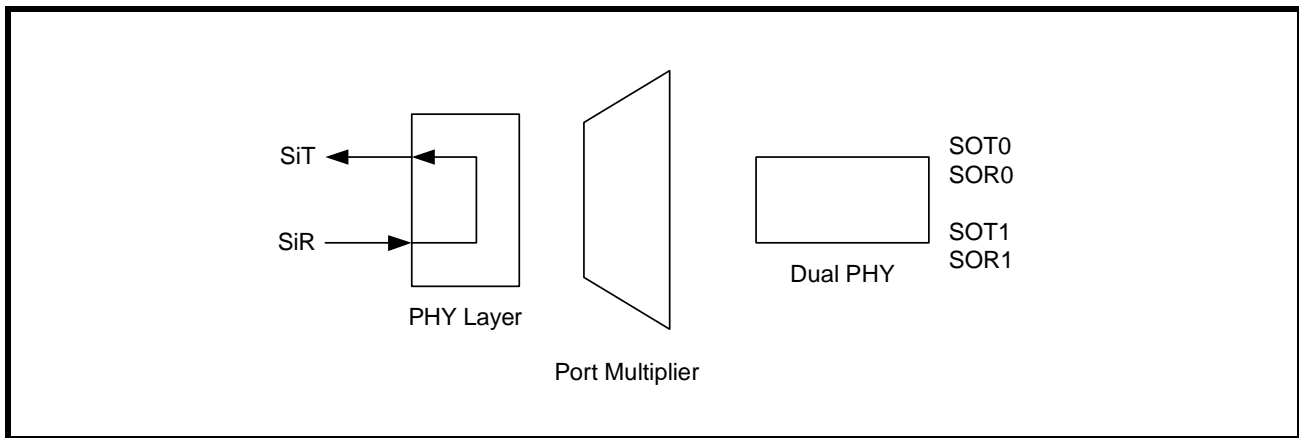 SiT
SiR
PHY Layer
Port Multiplier
SOT0
SOR0
SOT1
SOR1
Dual PHY